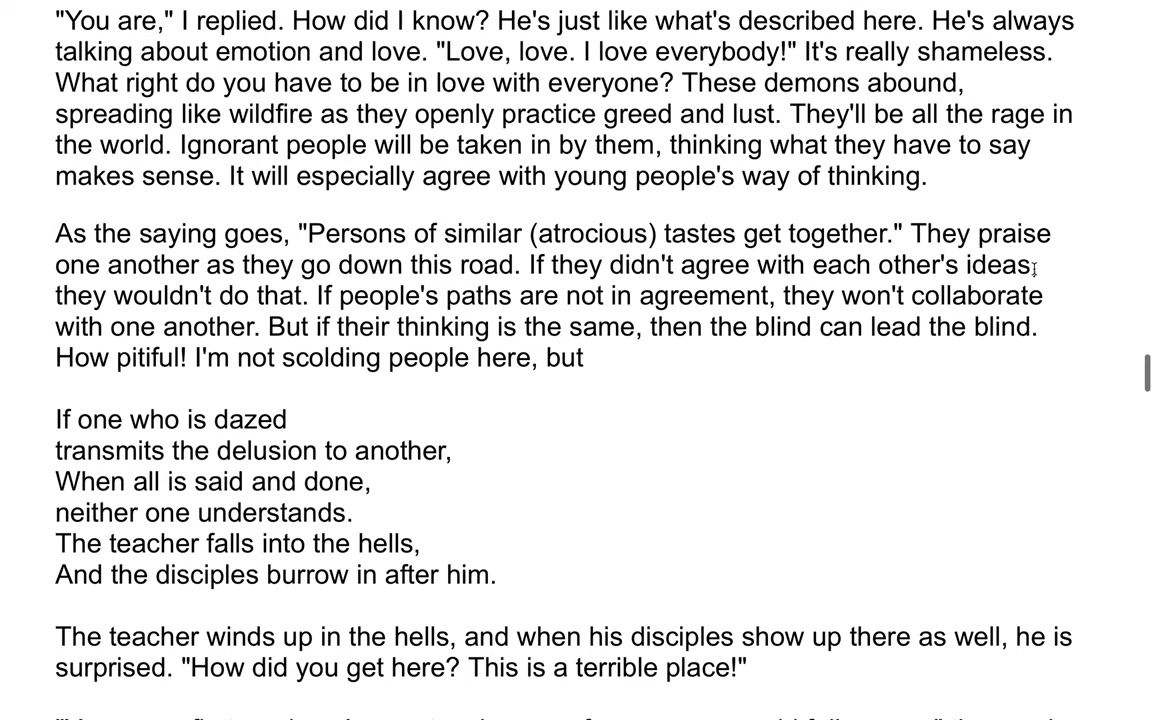 "You are," I replied. How did I know? He's just like what's described here. He's always
talking about emotion and love. "Love, love. I love everybody!" It's really shameless.
What right do you have to be in love with everyone? These demons abound,
spreading like wildfire as they openly practice greed and lust. They'll be all the rage in
the world. Ignorant people will be taken in by them, thinking what they have to say
makes sense. It will especially agree with young people's way of thinking.
As the saying goes, "Persons of similar (atrocious) tastes get together." They praise
one another as they go down this road. If they didn't agree with each other's ideas,
they wouldn't do that. If people's paths are not in agreement, they won't collaborate
with one another. But if their thinking is the same, then the blind can lead the blind.
How pitiful! I'm not scolding people here, but
If one who is dazed
transmits the delusion to another,
When all is said and done,
neither one understands.
The teacher falls into the hells,
And the disciples burrow in after him.
The teacher winds up in the hells, and when his disciples show up there as well, he is
surprised. "How did you get here? This is a terrible place!"